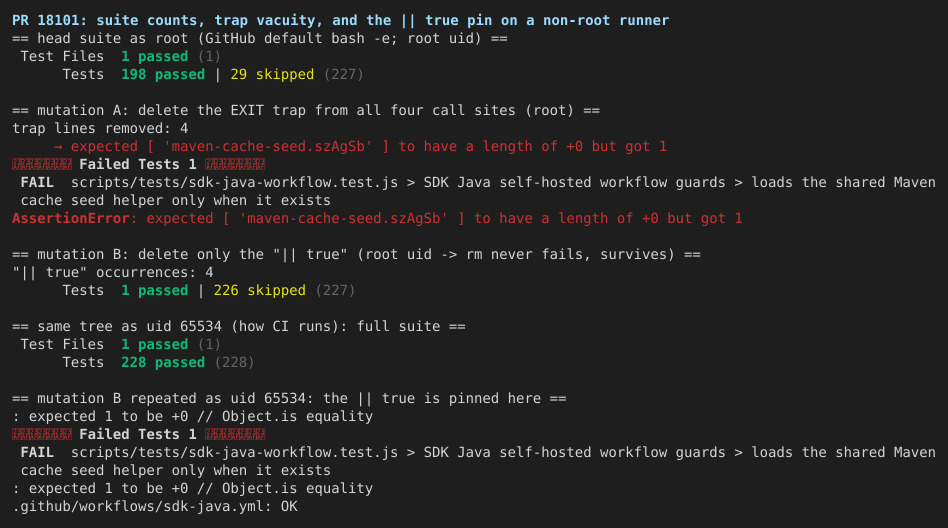 PR 18101: suite counts, trap vacuity, and the || true pin on a non-root runner
== head suite as root (GitHub default bash -e; root uid) ==
Test Files  1 passed (1)
Tests  198 passed | 29 skipped (227)
== mutation A: delete the EXIT trap from all four call sites (root) ==
trap lines removed: 4
→ expected [ 'maven-cache-seed.szAgSb' ] to have a length of +0 but got 1
Failed Tests 1
FAIL  scripts/tests/sdk-java-workflow.test.js > SDK Java self-hosted workflow guards > loads the shared Maven
cache seed helper only when it exists
AssertionError: expected [ 'maven-cache-seed.szAgSb' ] to have a length of +0 but got 1
== mutation B: delete only the "|| true" (root uid -> rm never fails, survives) ==
"|| true" occurrences: 4
Tests  1 passed | 226 skipped (227)
== same tree as uid 65534 (how CI runs): full suite ==
Test Files  1 passed (1)
Tests  228 passed (228)
== mutation B repeated as uid 65534: the || true is pinned here ==
: expected 1 to be +0 // Object.is equality
Failed Tests 1
FAIL  scripts/tests/sdk-java-workflow.test.js > SDK Java self-hosted workflow guards > loads the shared Maven
cache seed helper only when it exists
: expected 1 to be +0 // Object.is equality
.github/workflows/sdk-java.yml: OK